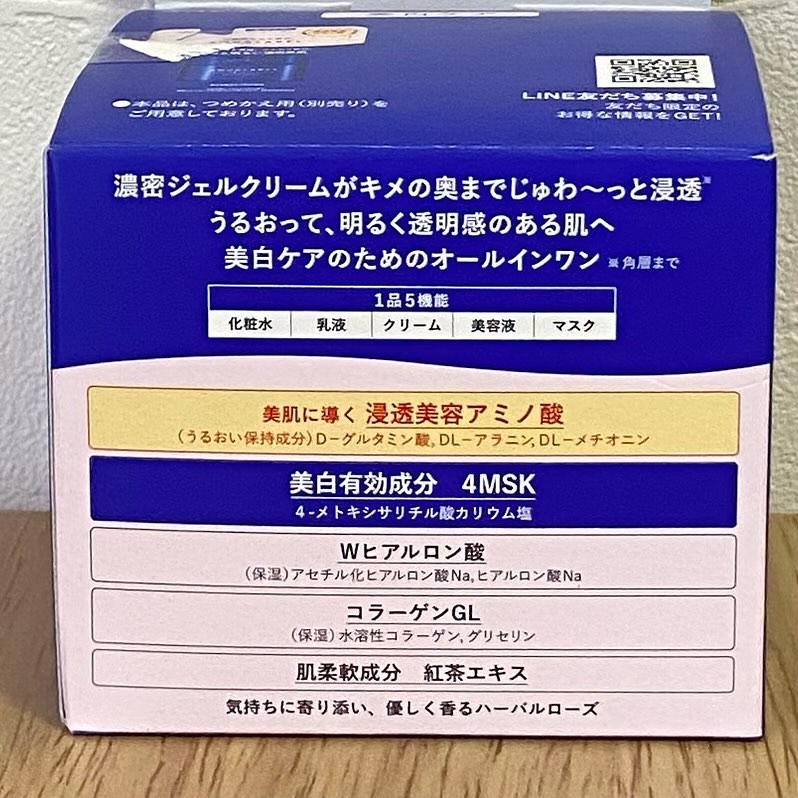 ●本品は、つめかえ用(別売り)を
ご用意しております。
LINE友だち募集中!
友だち限定の
お得な情報をGET!
濃密ジェルクリームがキメの奥までじゅわ〜っと浸透※
うるおって、明るく透明感のある肌へ
美白ケアのためのオールインワン ※角層まで
1品5機能
化粧水 乳液 クリーム 美容液 マスク
美肌に導く 浸透美容アミノ酸
(うるおい保持成分)D-グルタミン酸, DL-アラニン, DL-メチオニン
美白有効成分 4MSK
4-メトキシサリチル酸カリウム塩
Wヒアルロン酸
(保湿)アセチル化ヒアルロン酸Na, ヒアルロン酸Na
コラーゲンGL
(保湿)水溶性コラーゲン, グリセリン
肌柔軟成分 紅茶エキス
気持ちに寄り添い、優しく香るハーバルローズ